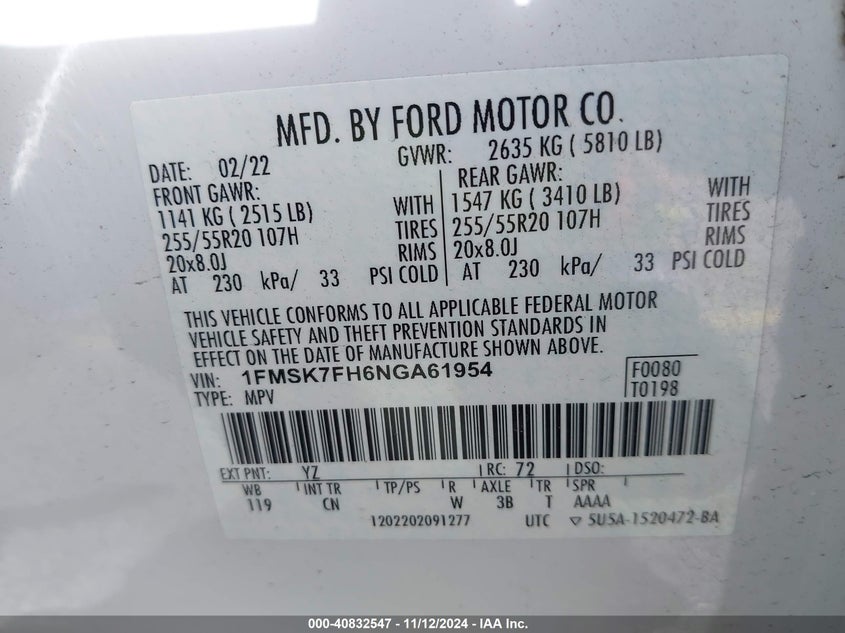 MFD. BY FORD MOTOR CO.
DATE: 02/22 GVWR: 2635 KG ( 5810 LB)
FRONT GAWR: REAR GAWR:
1141 KG ( 2515 LB) WITH 1547 KG ( 3410 LB) WITH
255/55R20 107H TIRES 255/55R20 107H TIRES
20x8.0J RIMS 20x8.0J RIMS
AT 230 kPa/ 33 PSI COLD AT 230 kPa/ 33 PSI COLD
THIS VEHICLE CONFORMS TO ALL APPLICABLE FEDERAL MOTOR
VEHICLE SAFETY AND THEFT PREVENTION STANDARDS IN
EFFECT ON THE DATE OF MANUFACTURE SHOWN ABOVE.
VIN: 1FMSK7FH6NGA61954 F0080
TYPE: MPV T0198
EXT PNT: YZ RC: 72 DSO:
WB INT TR TP/PS R AXLE TR SPR
119 CN W 3B T AAAA
1202202091277 UTC ▽ 5U5A-1520472-BA
000-40832547 - 11/12/2024 - IAA Inc.